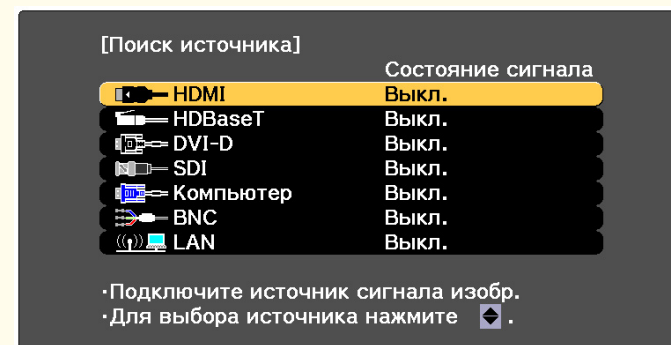 [Поиск источника]
Состояние сигнала
HDMI Выкл.
HDBaseT Выкл.
DVI-D Выкл.
SDI Выкл.
Компьютер Выкл.
BNC Выкл.
LAN Выкл.
·Подключите источник сигнала изобр.
·Для выбора источника нажмите .